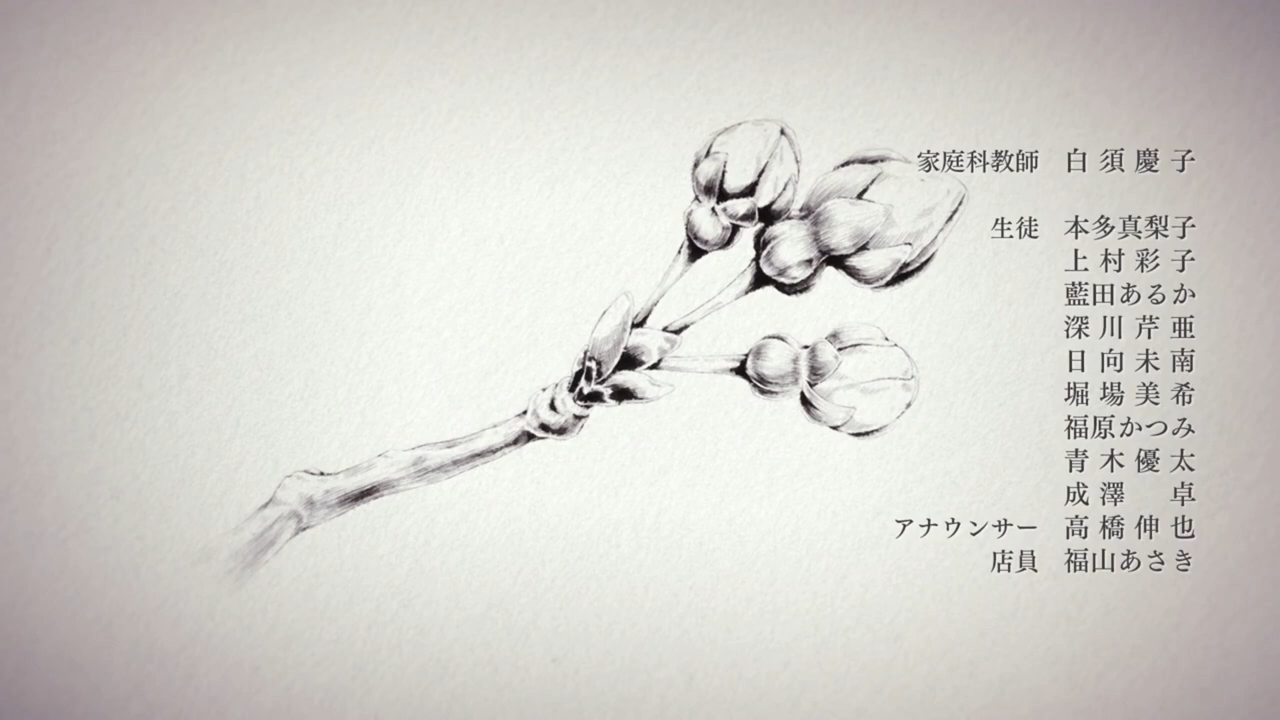 家庭科教師 白須慶子
生徒 本多真梨子
上村彩子
藍田あるか
深川芹亜
日向未南
堀場美希
福原かつみ
青木優太
成澤 卓
アナウンサー 高橋伸也
店員 福山あさき